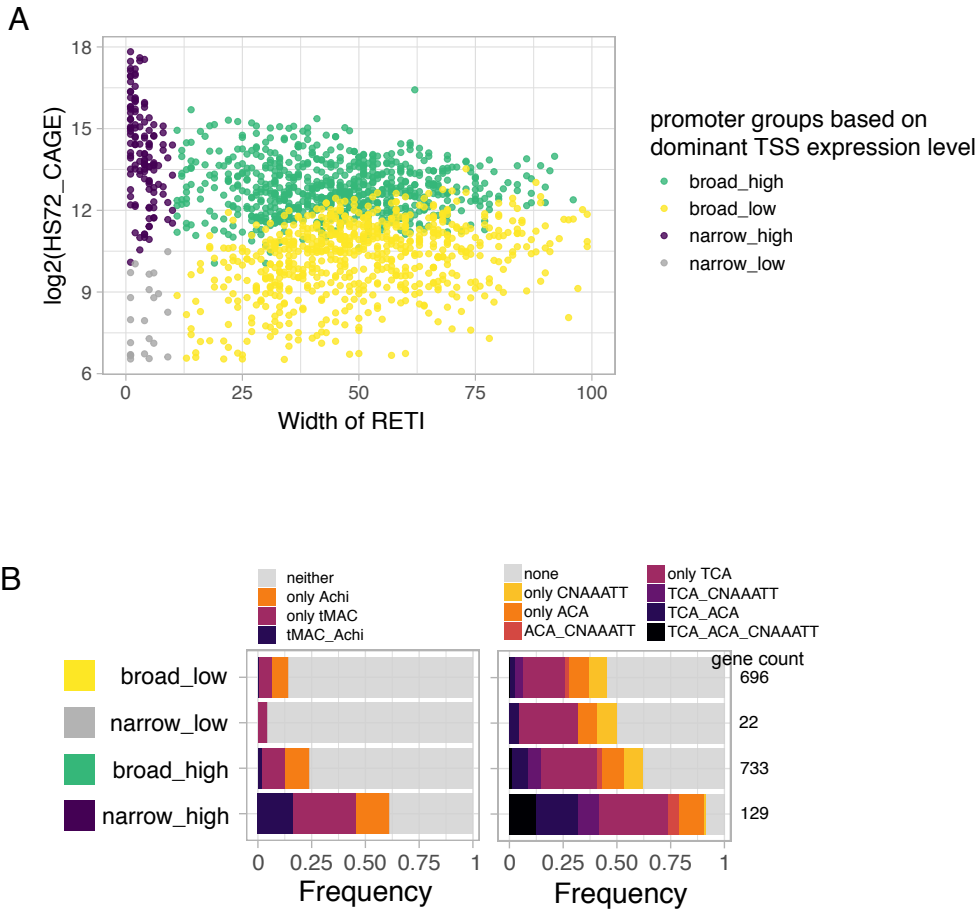 A
18
15
12
9
6
log2(HS72_CAGE)
0 25 50 75 100
Width of RETI
promoter groups based on
dominant TSS expression level
broad_high
broad_low
narrow_high
narrow_low
B
neither
only Achi
only tMAC
tMAC_Achi
none
only CNAAATT
only ACA
ACA_CNAAATT
only TCA
TCA_CNAAATT
TCA_ACA
TCA_ACA_CNAAATT
gene count
broad_low 696
narrow_low 22
broad_high 733
narrow_high 129
0 0.25 0.50 0.75 1
Frequency
0 0.25 0.50 0.75 1
Frequency